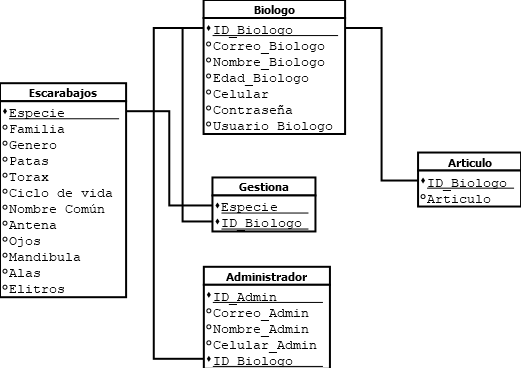 Biologo
ID_Biologo
Correo_Biologo
Nombre_Biologo
Edad_Biologo
Celular
Contraseña
Usuario Biologo
Escarabajos
Especie
Familia
Genero
Patas
Torax
Ciclo de vida
Nombre Común
Antena
Ojos
Mandibula
Alas
Elitros
Articulo
ID_Biologo
Articulo
Gestiona
Especie
ID_Biologo
Administrador
ID_Admin
Correo_Admin
Nombre_Admin
Celular_Admin
ID_Biologo